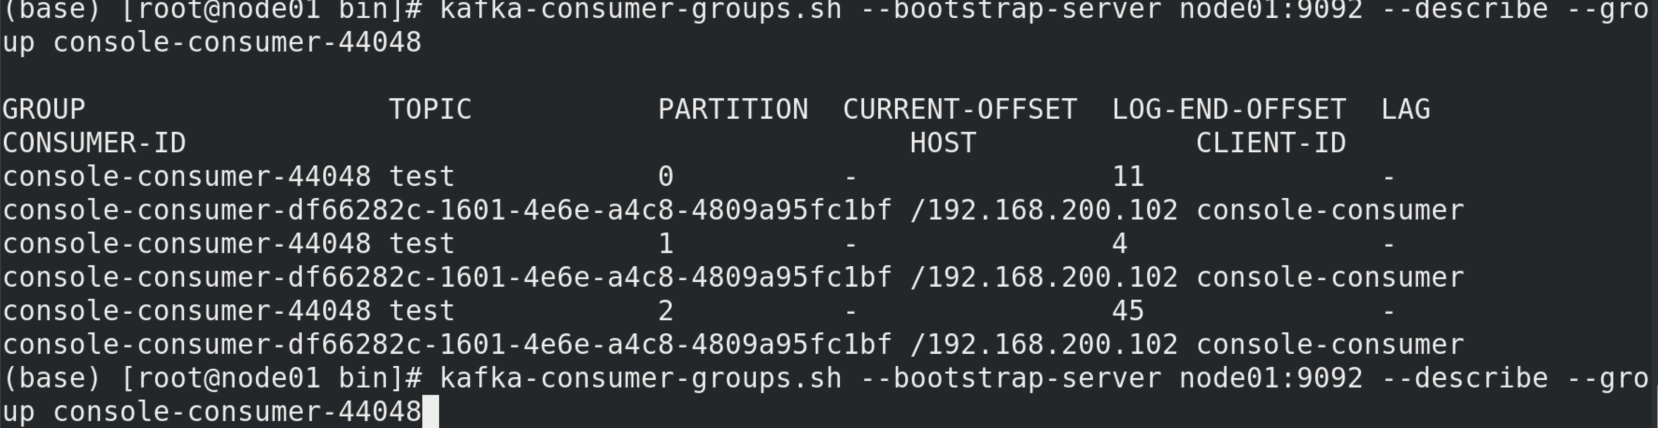 (base) [root@node01 bin]# kafka-consumer-groups.sh --bootstrap-server node01:9092 --describe --gro
up console-consumer-44048
GROUP TOPIC PARTITION CURRENT-OFFSET LOG-END-OFFSET LAG
CONSUMER-ID HOST CLIENT-ID
console-consumer-44048 test 0 - 11 -
console-consumer-df66282c-1601-4e6e-a4c8-4809a95fc1bf /192.168.200.102 console-consumer
console-consumer-44048 test 1 - 4 -
console-consumer-df66282c-1601-4e6e-a4c8-4809a95fc1bf /192.168.200.102 console-consumer
console-consumer-44048 test 2 - 45 -
console-consumer-df66282c-1601-4e6e-a4c8-4809a95fc1bf /192.168.200.102 console-consumer
(base) [root@node01 bin]# kafka-consumer-groups.sh --bootstrap-server node01:9092 --describe --gro
up console-consumer-44048